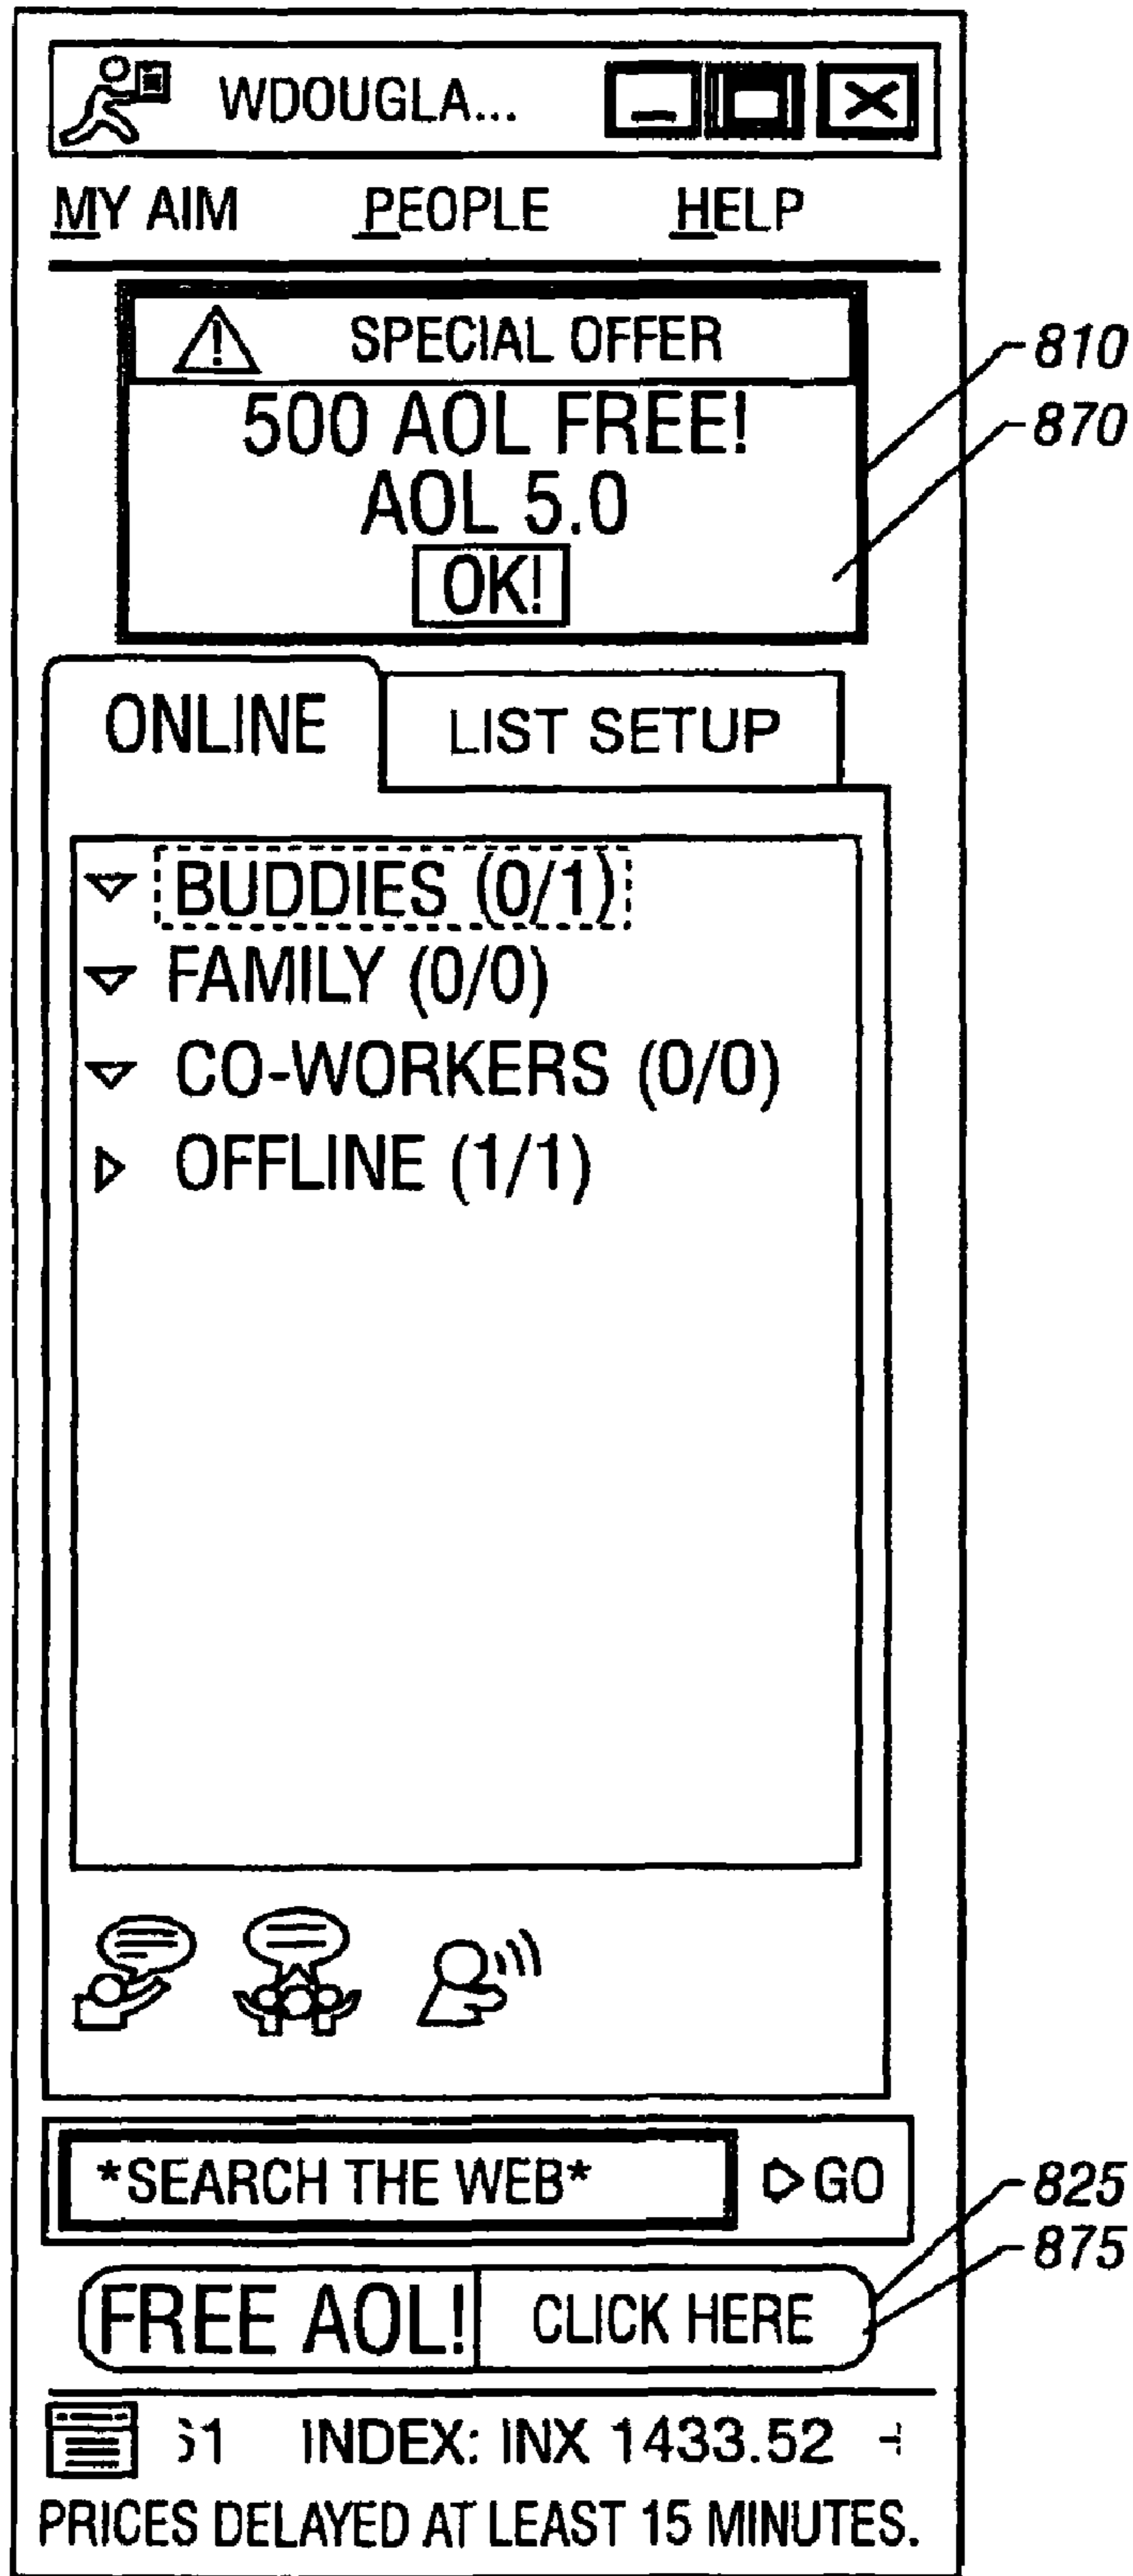 WDOUGLA...
MY AIM PEOPLE HELP
SPECIAL OFFER
810
500 AOL FREE!
870
AOL 5.0
OK!
ONLINE LIST SETUP
BUDDIES (0/1)
FAMILY (0/0)
CO-WORKERS (0/0)
OFFLINE (1/1)
*SEARCH THE WEB* GO
825
875
FREE AOL! CLICK HERE
INDEX: INX 1433.52
PRICES DELAYED AT LEAST 15 MINUTES.